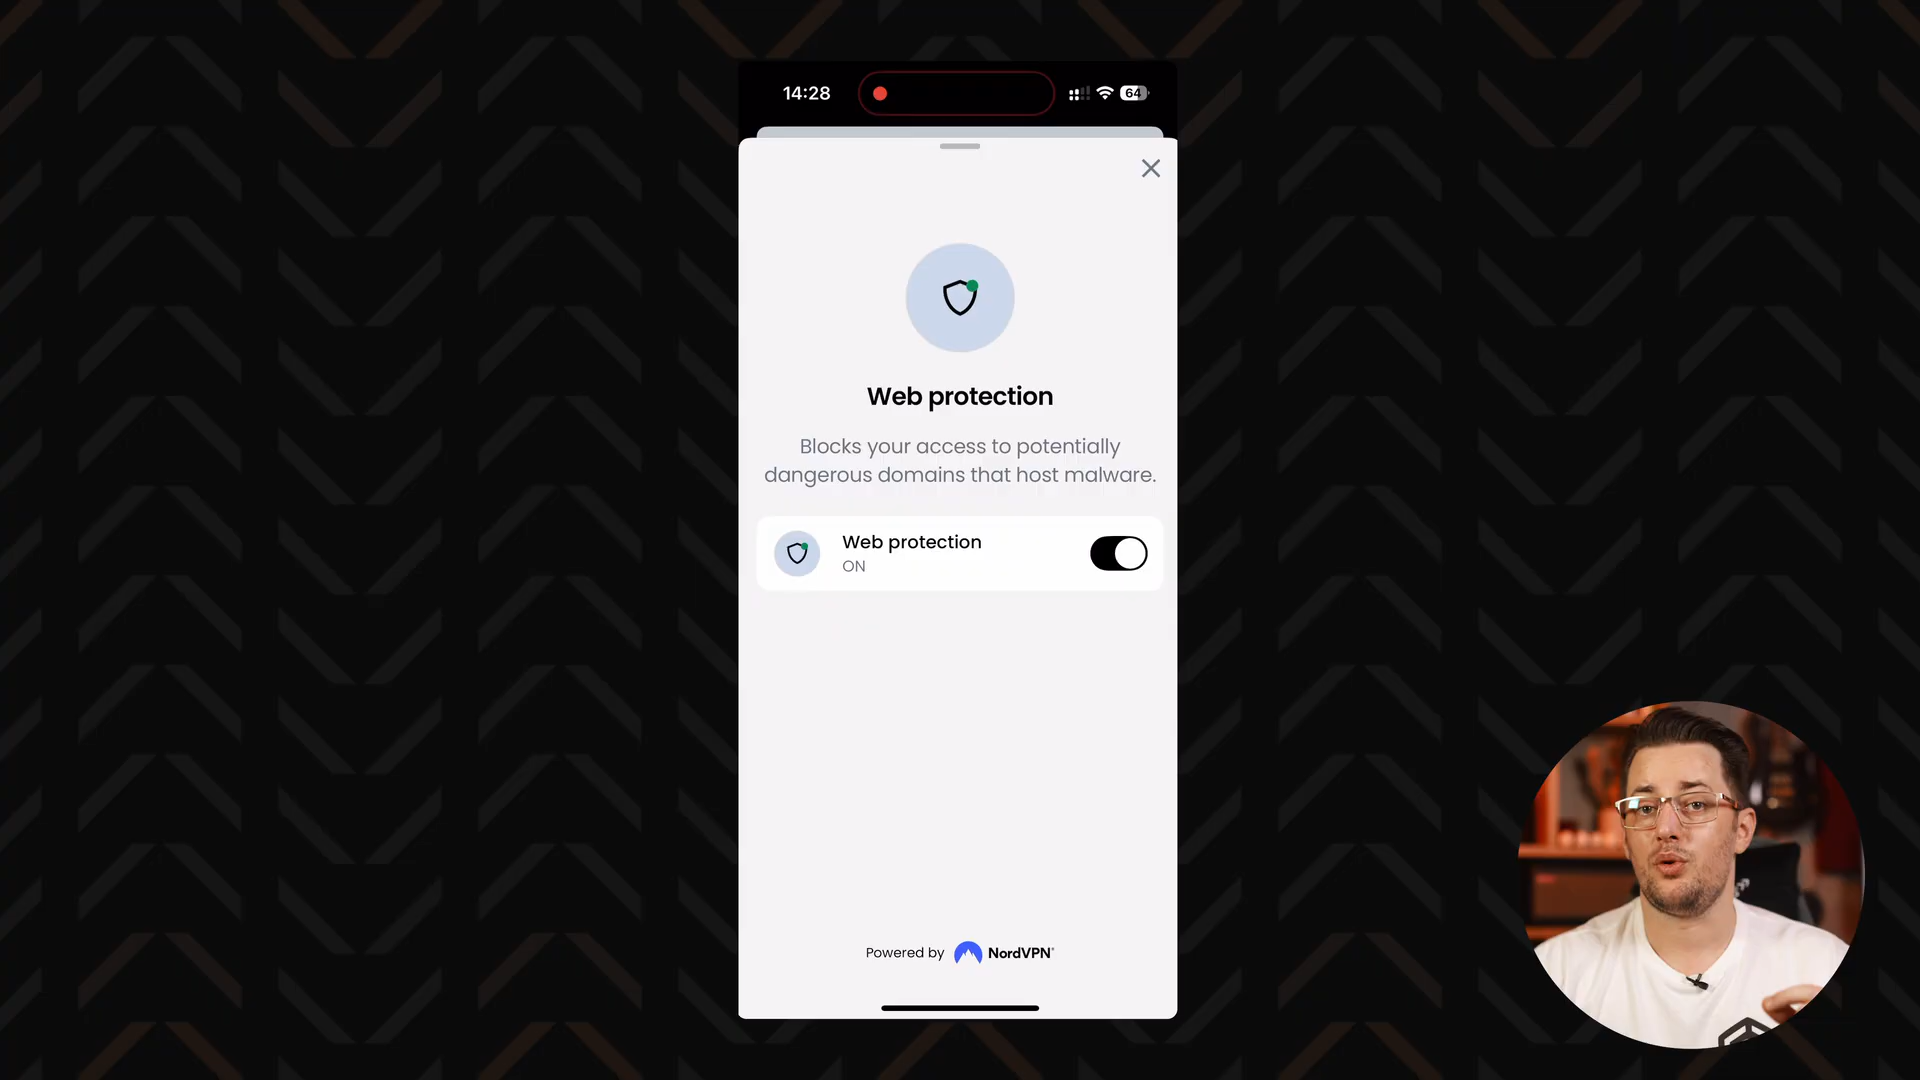 14:28
64
Web protection
Blocks your access to potentially
dangerous domains that host malware.
Web protection
ON
Powered by NordVPN®